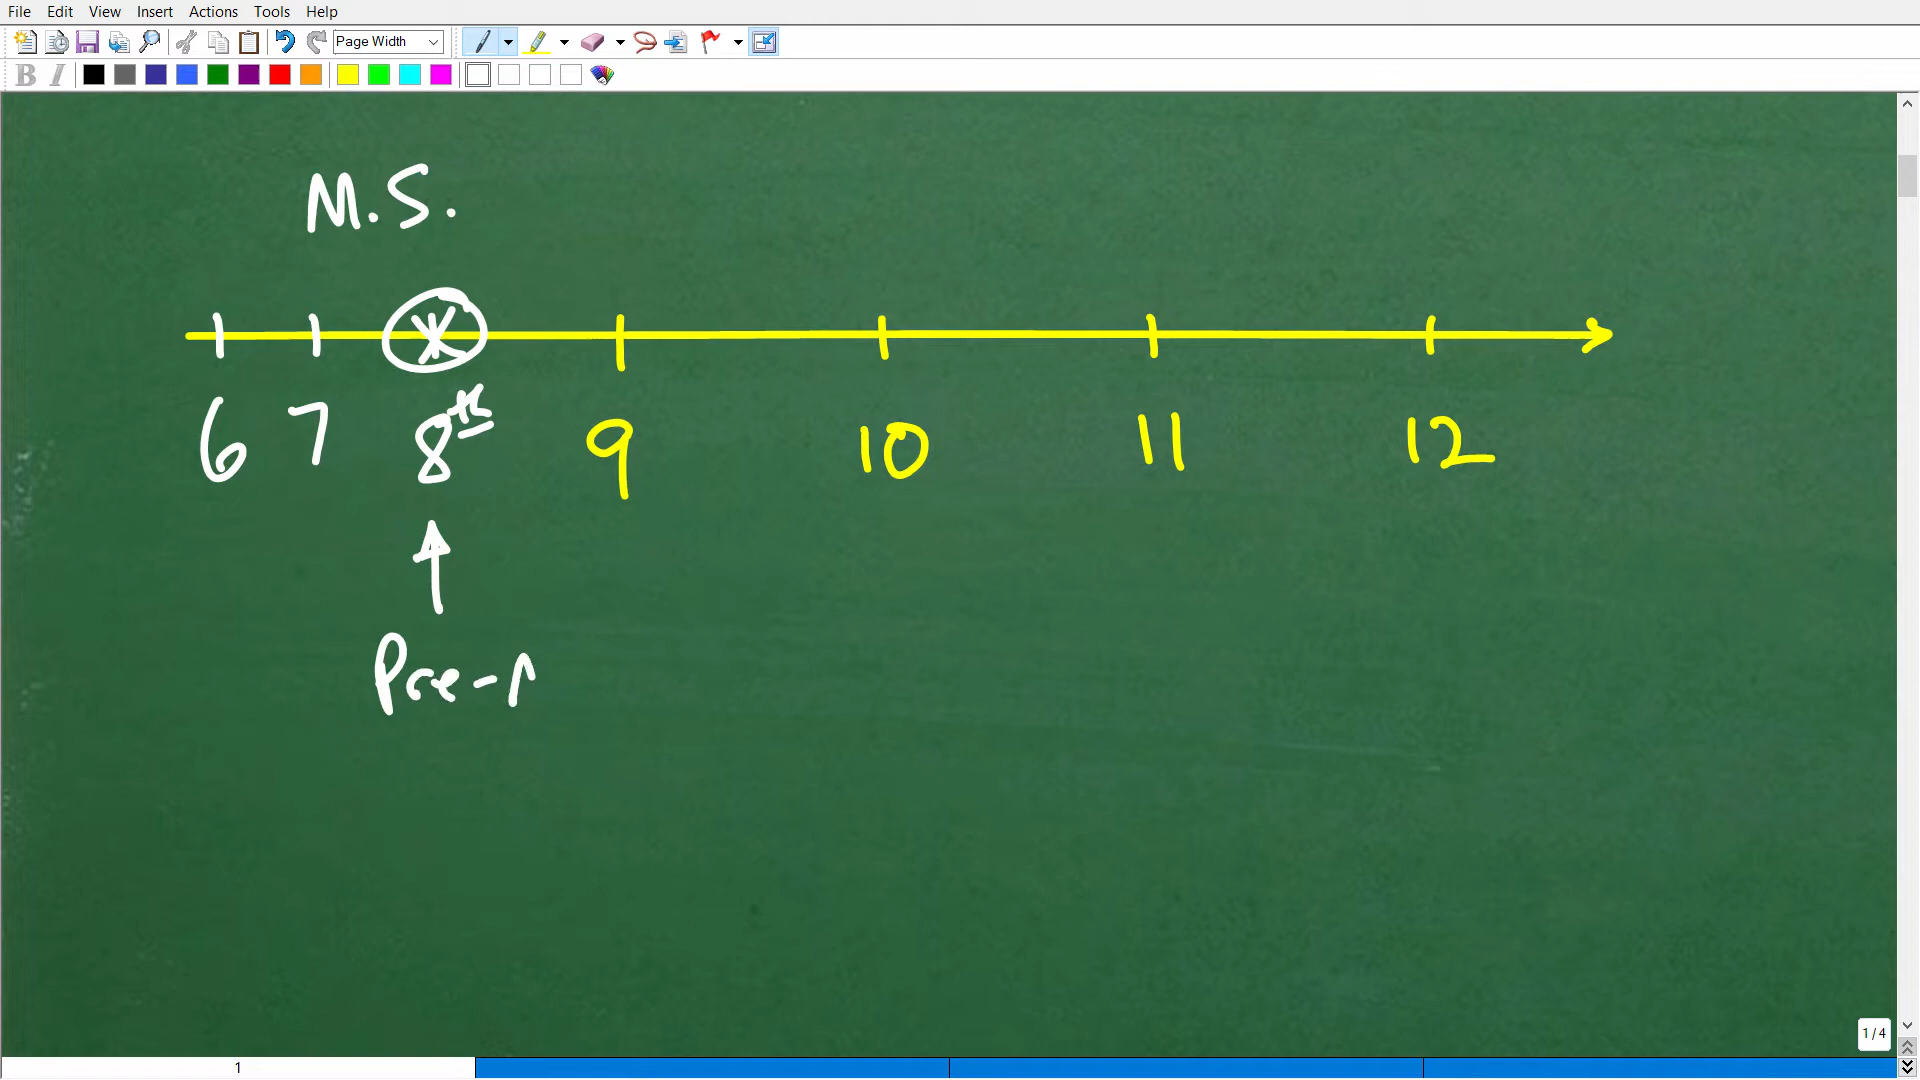 File Edit View Insert Actions Tools Help
Page Width
B I
M.S.
6 7 8th 9 10 11 12
Pre-
1 / 4
1